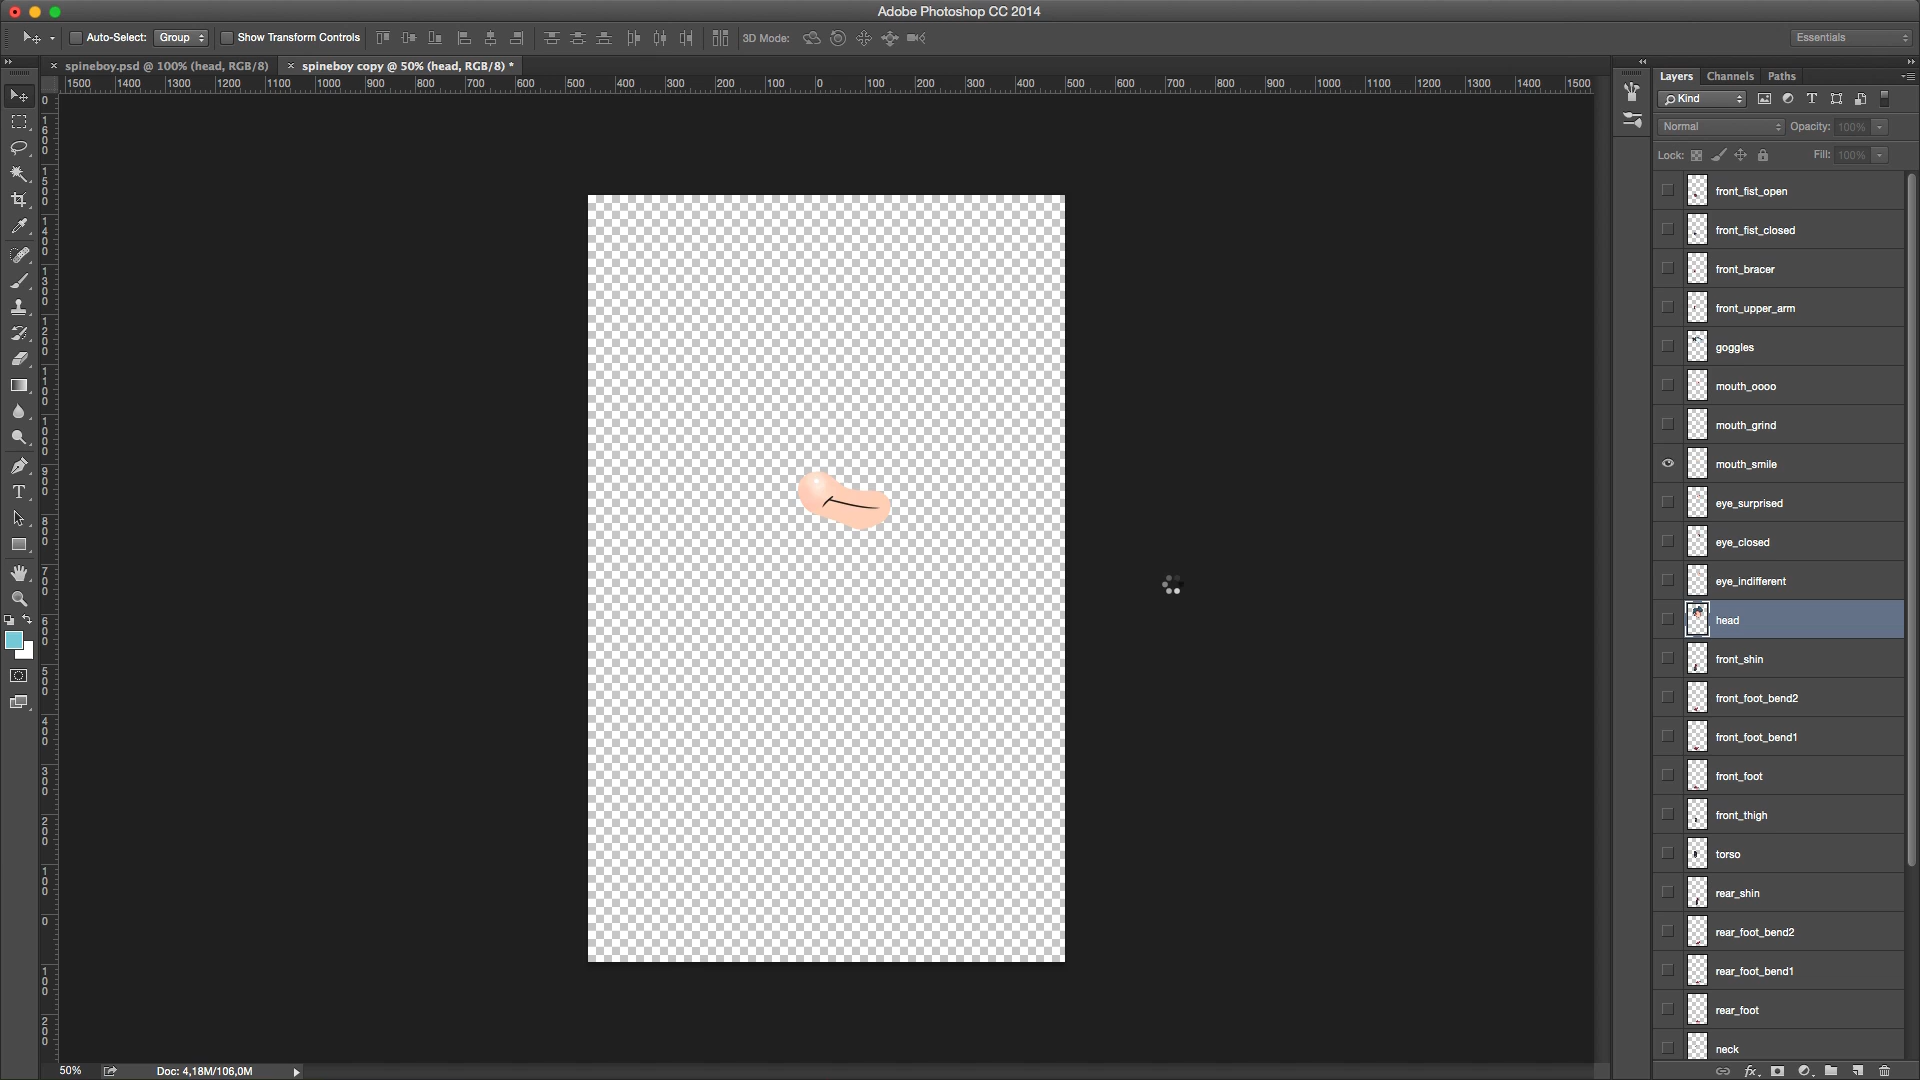 Adobe Photoshop CC 2014
Auto-Select: Group Show Transform Controls 3D Mode: Essentials
spineboy.psd @ 100% (head, RGB/8) spineboy copy @ 50% (head, RGB/8) *
1500 1400 1300 1200 1100 1000 900 800 700 600 500 400 300 200 100 0 100 200 300 400 500 600 700 800 900 1000 1100 1200 1300 1400 1500
Layers Channels Paths
Kind
Normal Opacity: 100%
Lock: Fill: 100%
front_fist_open
front_fist_closed
front_bracer
front_upper_arm
goggles
mouth_oooo
mouth_grind
mouth_smile
eye_surprised
eye_closed
eye_indifferent
head
front_shin
front_foot_bend2
front_foot_bend1
front_foot
front_thigh
torso
rear_shin
rear_foot_bend2
rear_foot_bend1
rear_foot
neck
50% Doc: 4,18M/106,0M